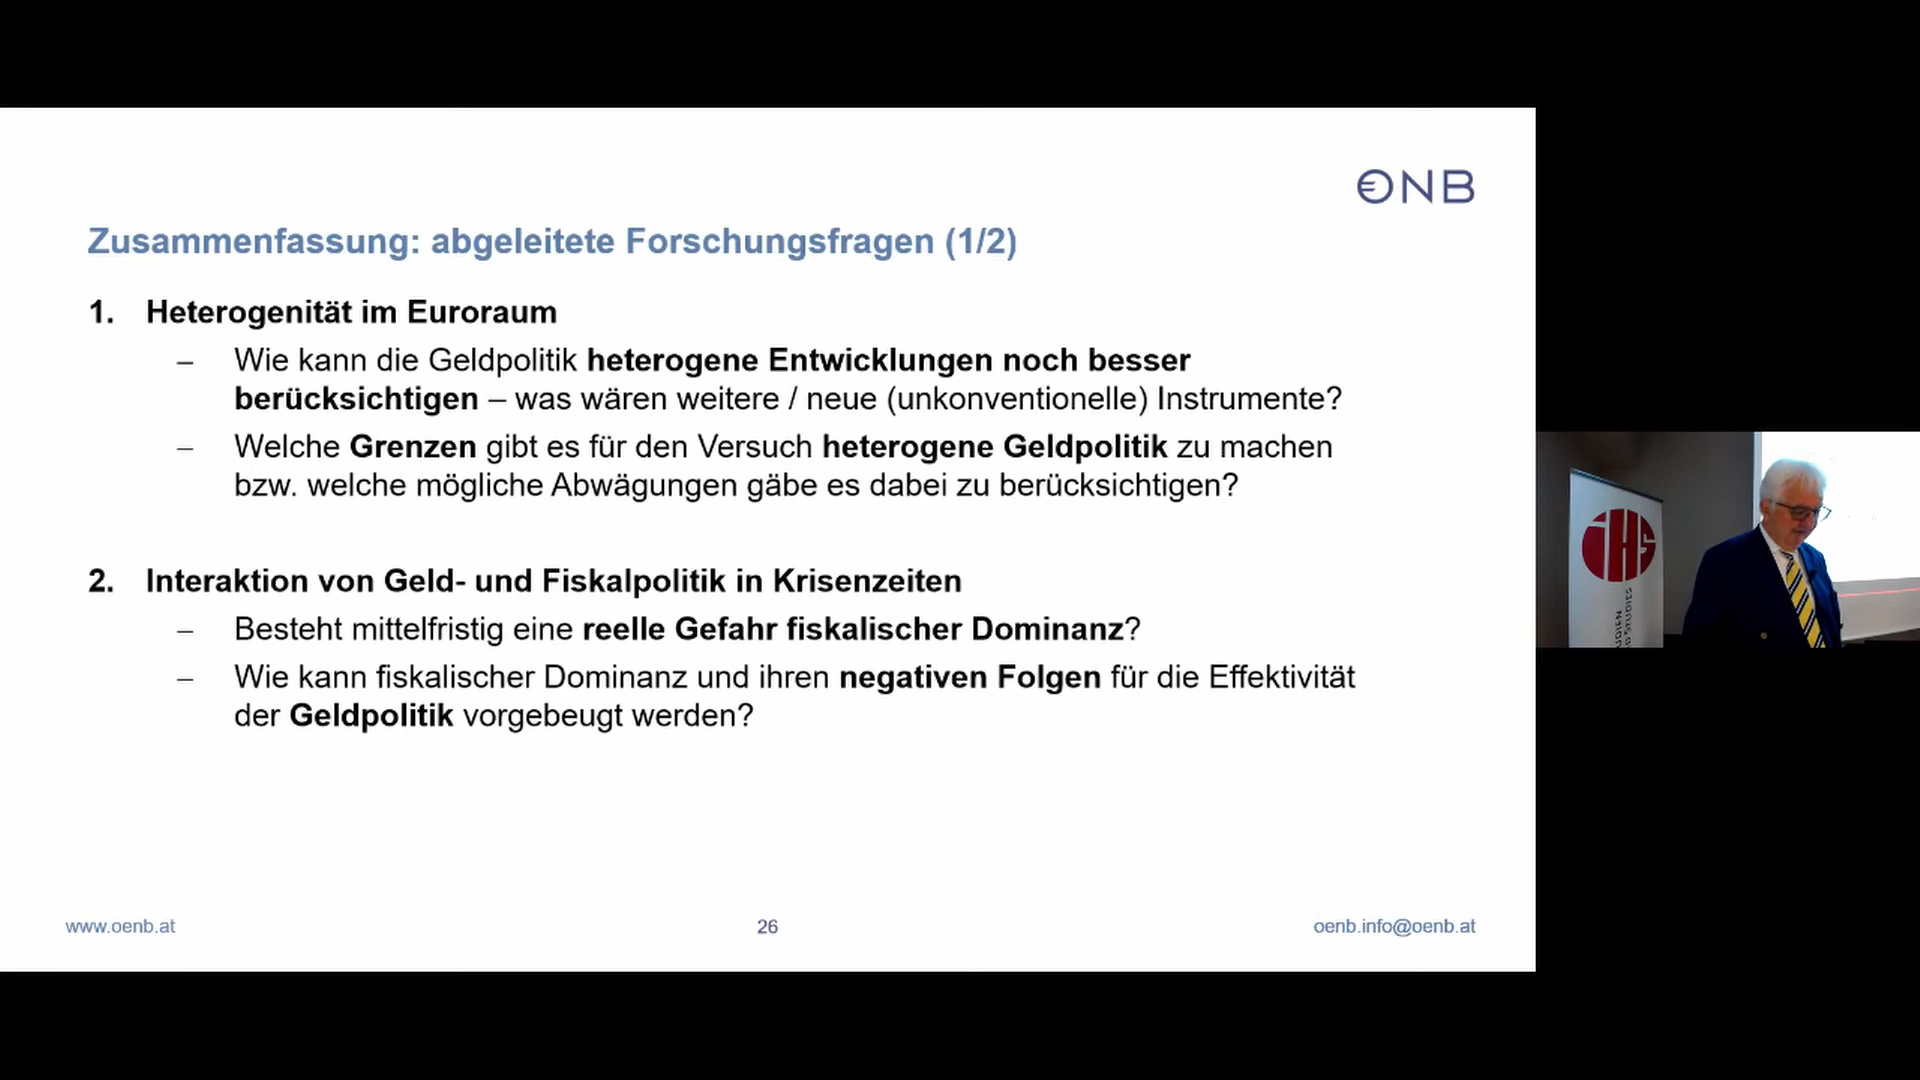 ONB
Zusammenfassung: abgeleitete Forschungsfragen (1/2)
1. Heterogenität im Euroraum
– Wie kann die Geldpolitik heterogene Entwicklungen noch besser
berücksichtigen – was wären weitere / neue (unkonventionelle) Instrumente?
– Welche Grenzen gibt es für den Versuch heterogene Geldpolitik zu machen
bzw. welche mögliche Abwägungen gäbe es dabei zu berücksichtigen?
2. Interaktion von Geld- und Fiskalpolitik in Krisenzeiten
– Besteht mittelfristig eine reelle Gefahr fiskalischer Dominanz?
– Wie kann fiskalischer Dominanz und ihren negativen Folgen für die Effektivität
der Geldpolitik vorgebeugt werden?
www.oenb.at
26
oenb.info@oenb.at
iHS